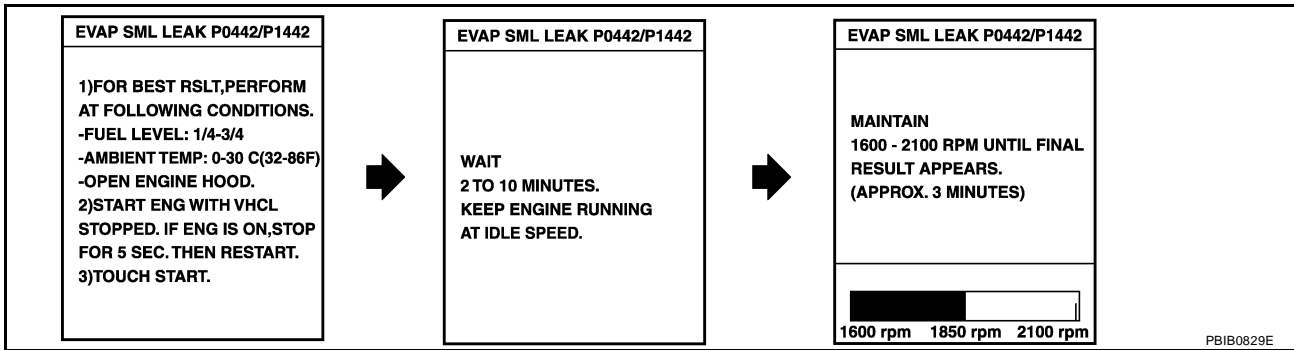 EVAP SML LEAK P0442/P1442
1)FOR BEST RSLT,PERFORM
AT FOLLOWING CONDITIONS.
-FUEL LEVEL: 1/4-3/4
-AMBIENT TEMP: 0-30 C(32-86F)
-OPEN ENGINE HOOD.
2)START ENG WITH VHCL
STOPPED. IF ENG IS ON,STOP
FOR 5 SEC. THEN RESTART.
3)TOUCH START.
EVAP SML LEAK P0442/P1442
WAIT
2 TO 10 MINUTES.
KEEP ENGINE RUNNING
AT IDLE SPEED.
EVAP SML LEAK P0442/P1442
MAINTAIN
1600 - 2100 RPM UNTIL FINAL
RESULT APPEARS.
(APPROX. 3 MINUTES)
1600 rpm 1850 rpm 2100 rpm
PBIB0829E